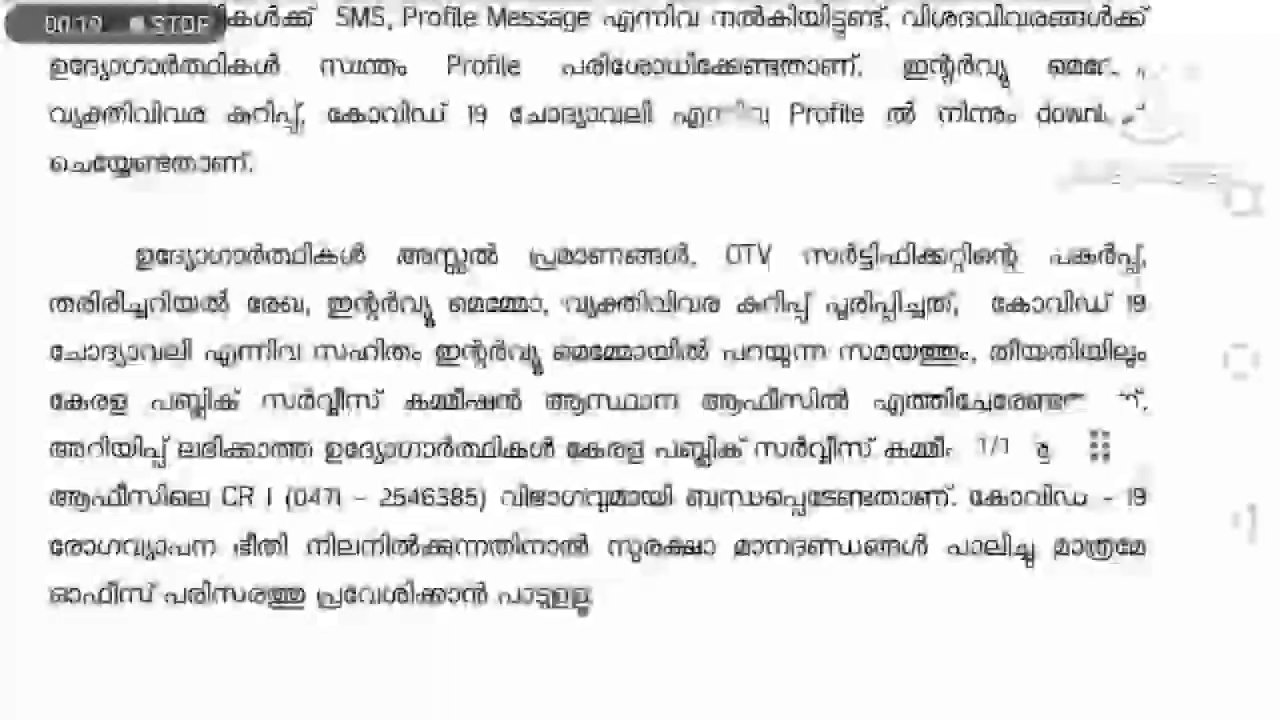 SMS, Profile Message എന്നിവ നൽകിയിട്ടുണ്ട്. വിശദവിവരങ്ങൾക്ക്
ഉദ്യോഗാർത്ഥികൾ സ്വന്തം Profile പരിശോധിക്കേണ്ടതാണ്. ഇന്റർവ്യൂ
വ്യക്തിവിവര കുറിപ്പ്, കോവിഡ് 19 ചോദ്യാവലി എന്നിവ Profile ൽ നിന്നും
ചെയ്യേണ്ടതാണ്.
ഉദ്യോഗാർത്ഥികൾ അസ്സൽ പ്രമാണങ്ങൾ, OTV സർട്ടിഫിക്കറ്റിന്റെ പകർപ്പ്,
തിരിച്ചറിയൽ രേഖ, ഇന്റർവ്യൂ മെമ്മോ, വ്യക്തിവിവര കുറിപ്പ് പൂരിപ്പിച്ചത്, കോവിഡ് 19
ചോദ്യാവലി എന്നിവ സഹിതം ഇന്റർവ്യൂ മെമ്മോയിൽ പറയുന്ന സമയത്തും, തീയതിയിലും
കേരള പബ്ലിക് സർവ്വീസ് കമ്മീഷൻ ആസ്ഥാന ആഫീസിൽ
അറിയിപ്പ് ലഭിക്കാത്ത ഉദ്യോഗാർത്ഥികൾ കേരള പബ്ലിക് സർവ്വീസ് 1/1
ആഫീസിലെ CR I (0471 – 2546385) വിഭാഗവുമായി ബന്ധപ്പെടേണ്ടതാണ്. കോവിഡ് - 19
രോഗവ്യാപന ഭീതി നിലനിൽക്കുന്നതിനാൽ സുരക്ഷാ മാനദണ്ഡങ്ങൾ പാലിച്ചു മാത്രമേ
ഓഫീസ് പരിസരത്തു പ്രവേശിക്കാൻ പാടുള്ളൂ